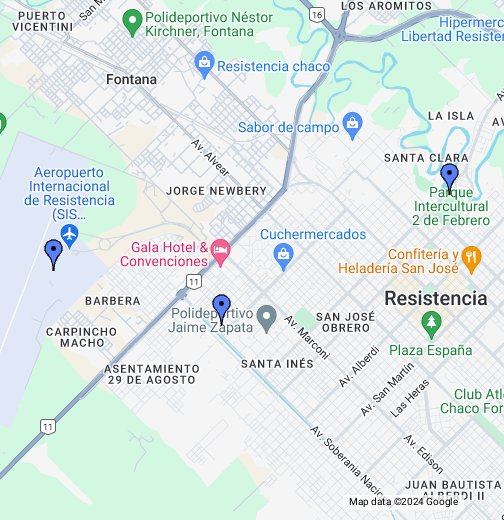 PUERTO
VICENTINI
San M
Polideportivo Néstor
Kirchner, Fontana
LOS AROMITOS
16
Hipermerc
Libertad Resister
Fontana
Resistencia chaco
LA ISLA
AV
Sabor de campo
Av. Alvear
SANTA CLARA
Aeropuerto
Internacional
de Resistencia
(SIS...
JORGE NEWBERY
Parque
Intercultural
2 de Febrero
Cuchermercados
Gala Hotel &
Convenciones
Confitería y
Heladería San José
11
BARBERA
Resistencia
CARPINCHO
MACHO
Polideportivo
Jaime Zapata
SAN JOSÉ
OBRERO
Av. Marconi
Plaza España
ASENTAMIENTO
29 DE AGOSTO
SANTA INÉS
Av. Alberdi
Av. San Martín
Las Heras
Club Atl
Chaco For
11
Av. Soberanía Nacio
Av. Edison
JUAN BAUTISTA
ALBERDI II
Map data ©2024 Google